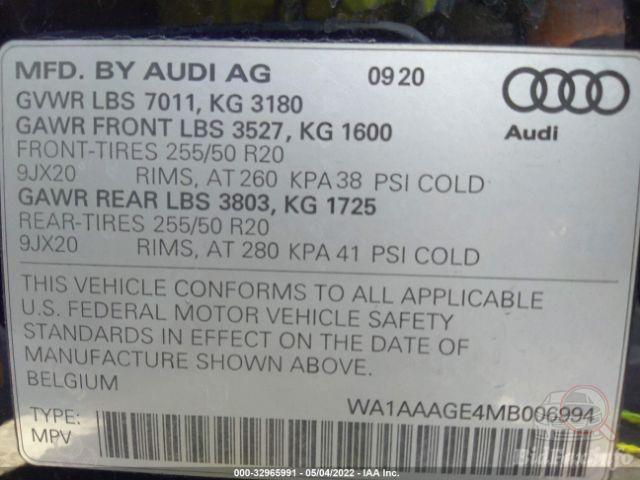 MFD. BY AUDI AG 0920
GVWR LBS 7011, KG 3180
GAWR FRONT LBS 3527, KG 1600
FRONT-TIRES 255/50 R20
9JX20 RIMS, AT 260 KPA 38 PSI COLD
GAWR REAR LBS 3803, KG 1725
REAR-TIRES 255/50 R20
9JX20 RIMS, AT 280 KPA 41 PSI COLD
Audi
THIS VEHICLE CONFORMS TO ALL APPLICABLE
U.S. FEDERAL MOTOR VEHICLE SAFETY
STANDARDS IN EFFECT ON THE DATE OF
MANUFACTURE SHOWN ABOVE.
BELGIUM
WA1AAAGE4MB006994
TYPE:
MPV
BidFax.info
000-32965991 - 05/04/2022 - IAA Inc.